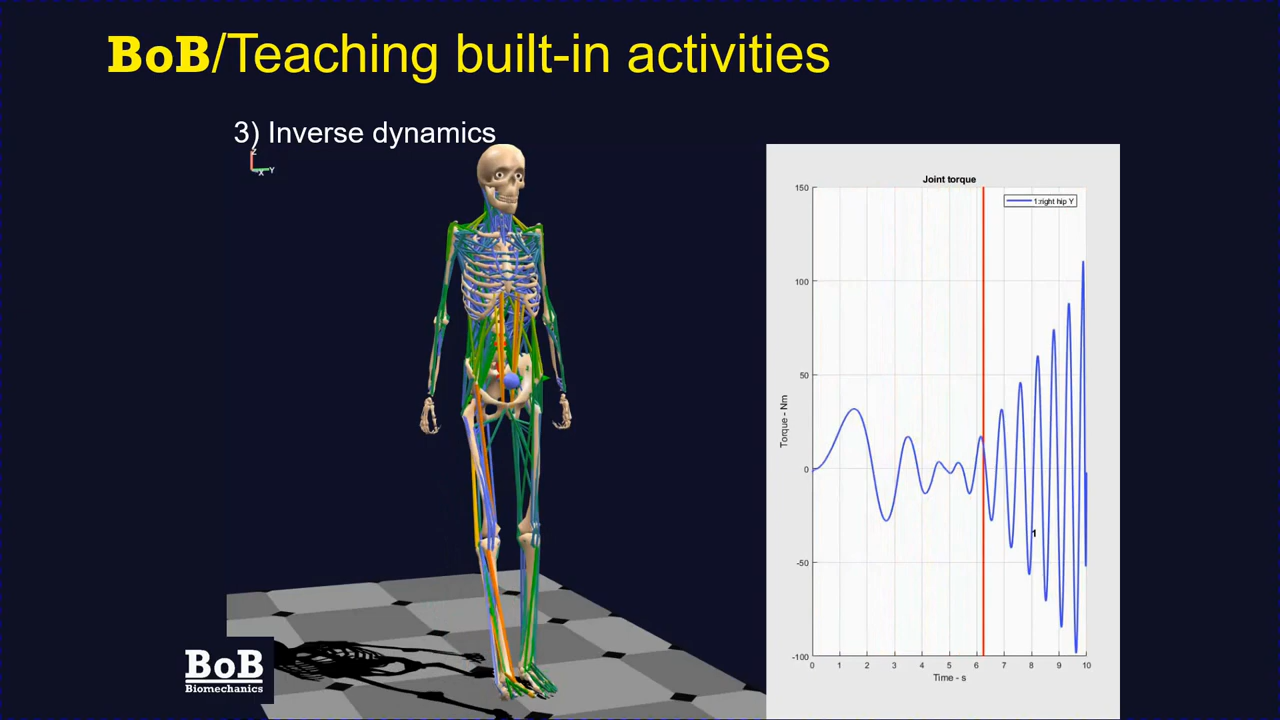 BoB/Teaching built-in activities
3) Inverse dynamics
Z
X Y
Joint torque
1:right hip Y
150
100
50
0
-50
-100
Torque - Nm
1
0 1 2 3 4 5 6 7 8 9 10
Time - s
BoB
Biomechanics